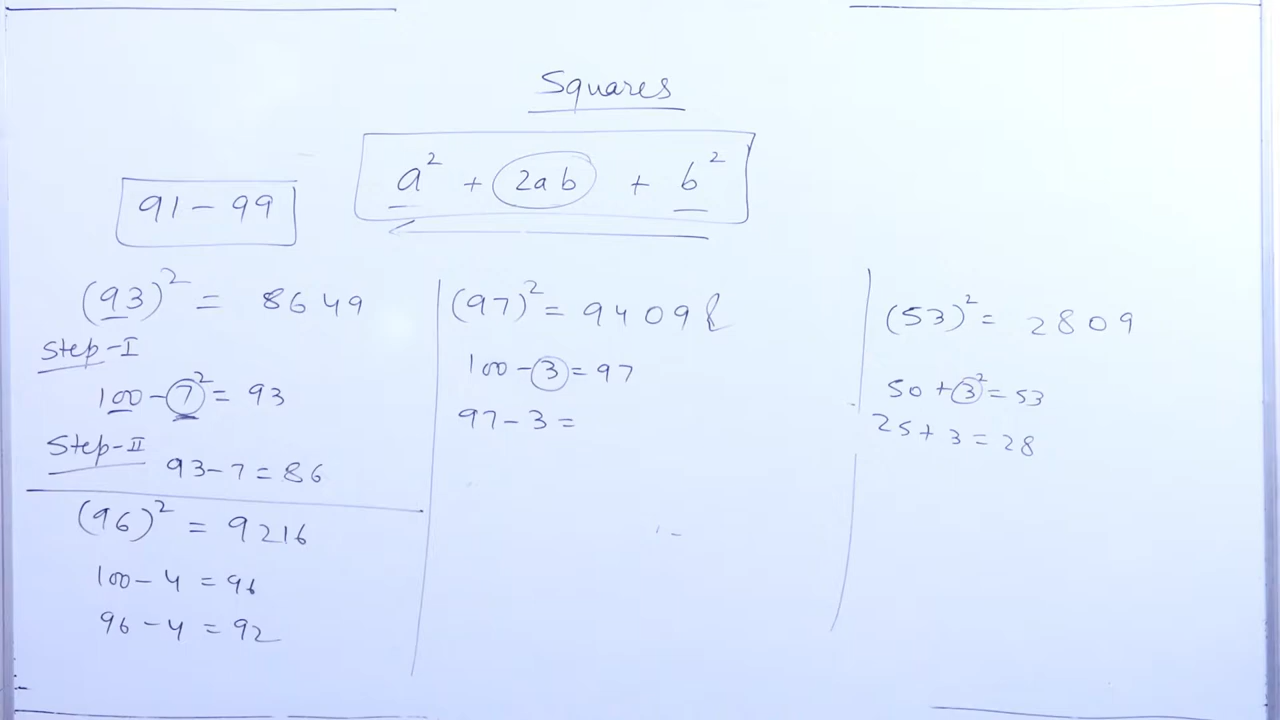 Squares
a² + 2ab + b²
91 - 99
(93)² = 8649
Step-I
100 - 7² = 93
Step-II
93 - 7 = 86
(96)² = 9216
100 - 4 = 96
96 - 4 = 92
(97)² = 9409
100 - 3 = 97
97 - 3 =
(53)² = 2809
50 + 3² = 53
25 + 3 = 28